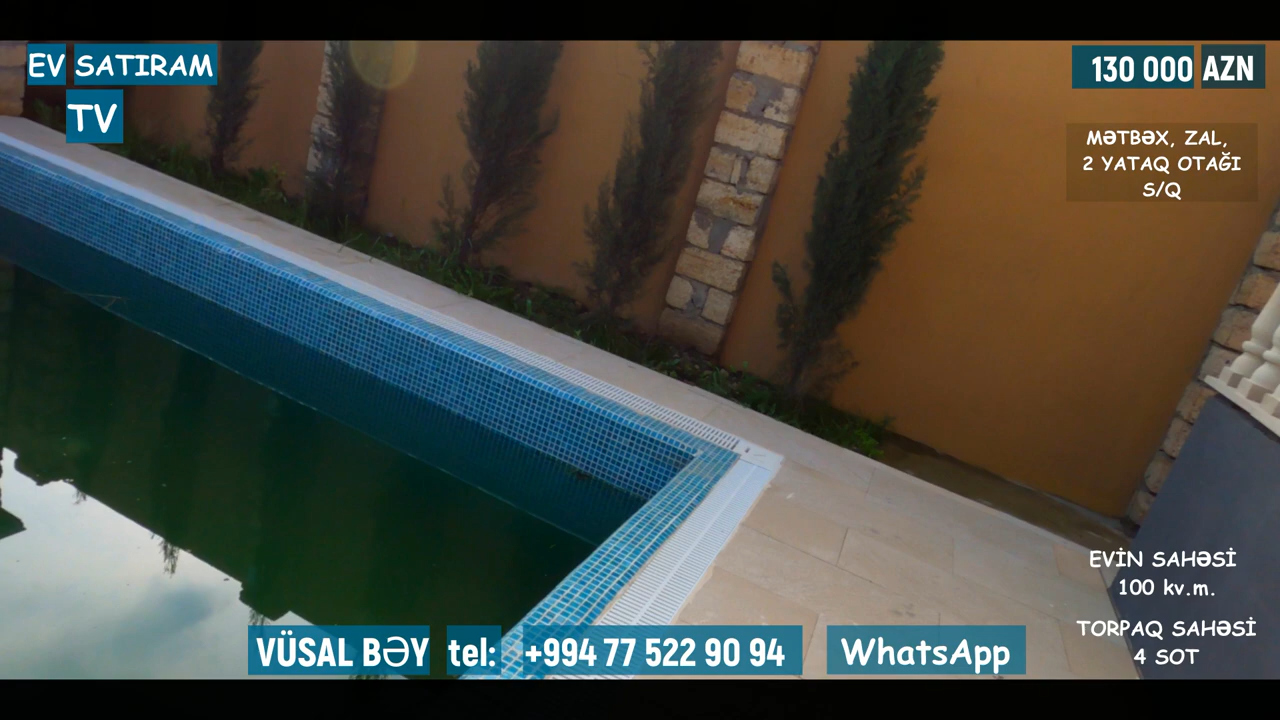 EV SATIRAM
TV
130 000 AZN
MƏTBƏX, ZAL,
2 YATAQ OTAĞI
S/Q
EVİN SAHƏSİ
100 kv.m.
TORPAQ SAHƏSİ
4 SOT
VÜSAL BƏY tel: +994 77 522 90 94 WhatsApp